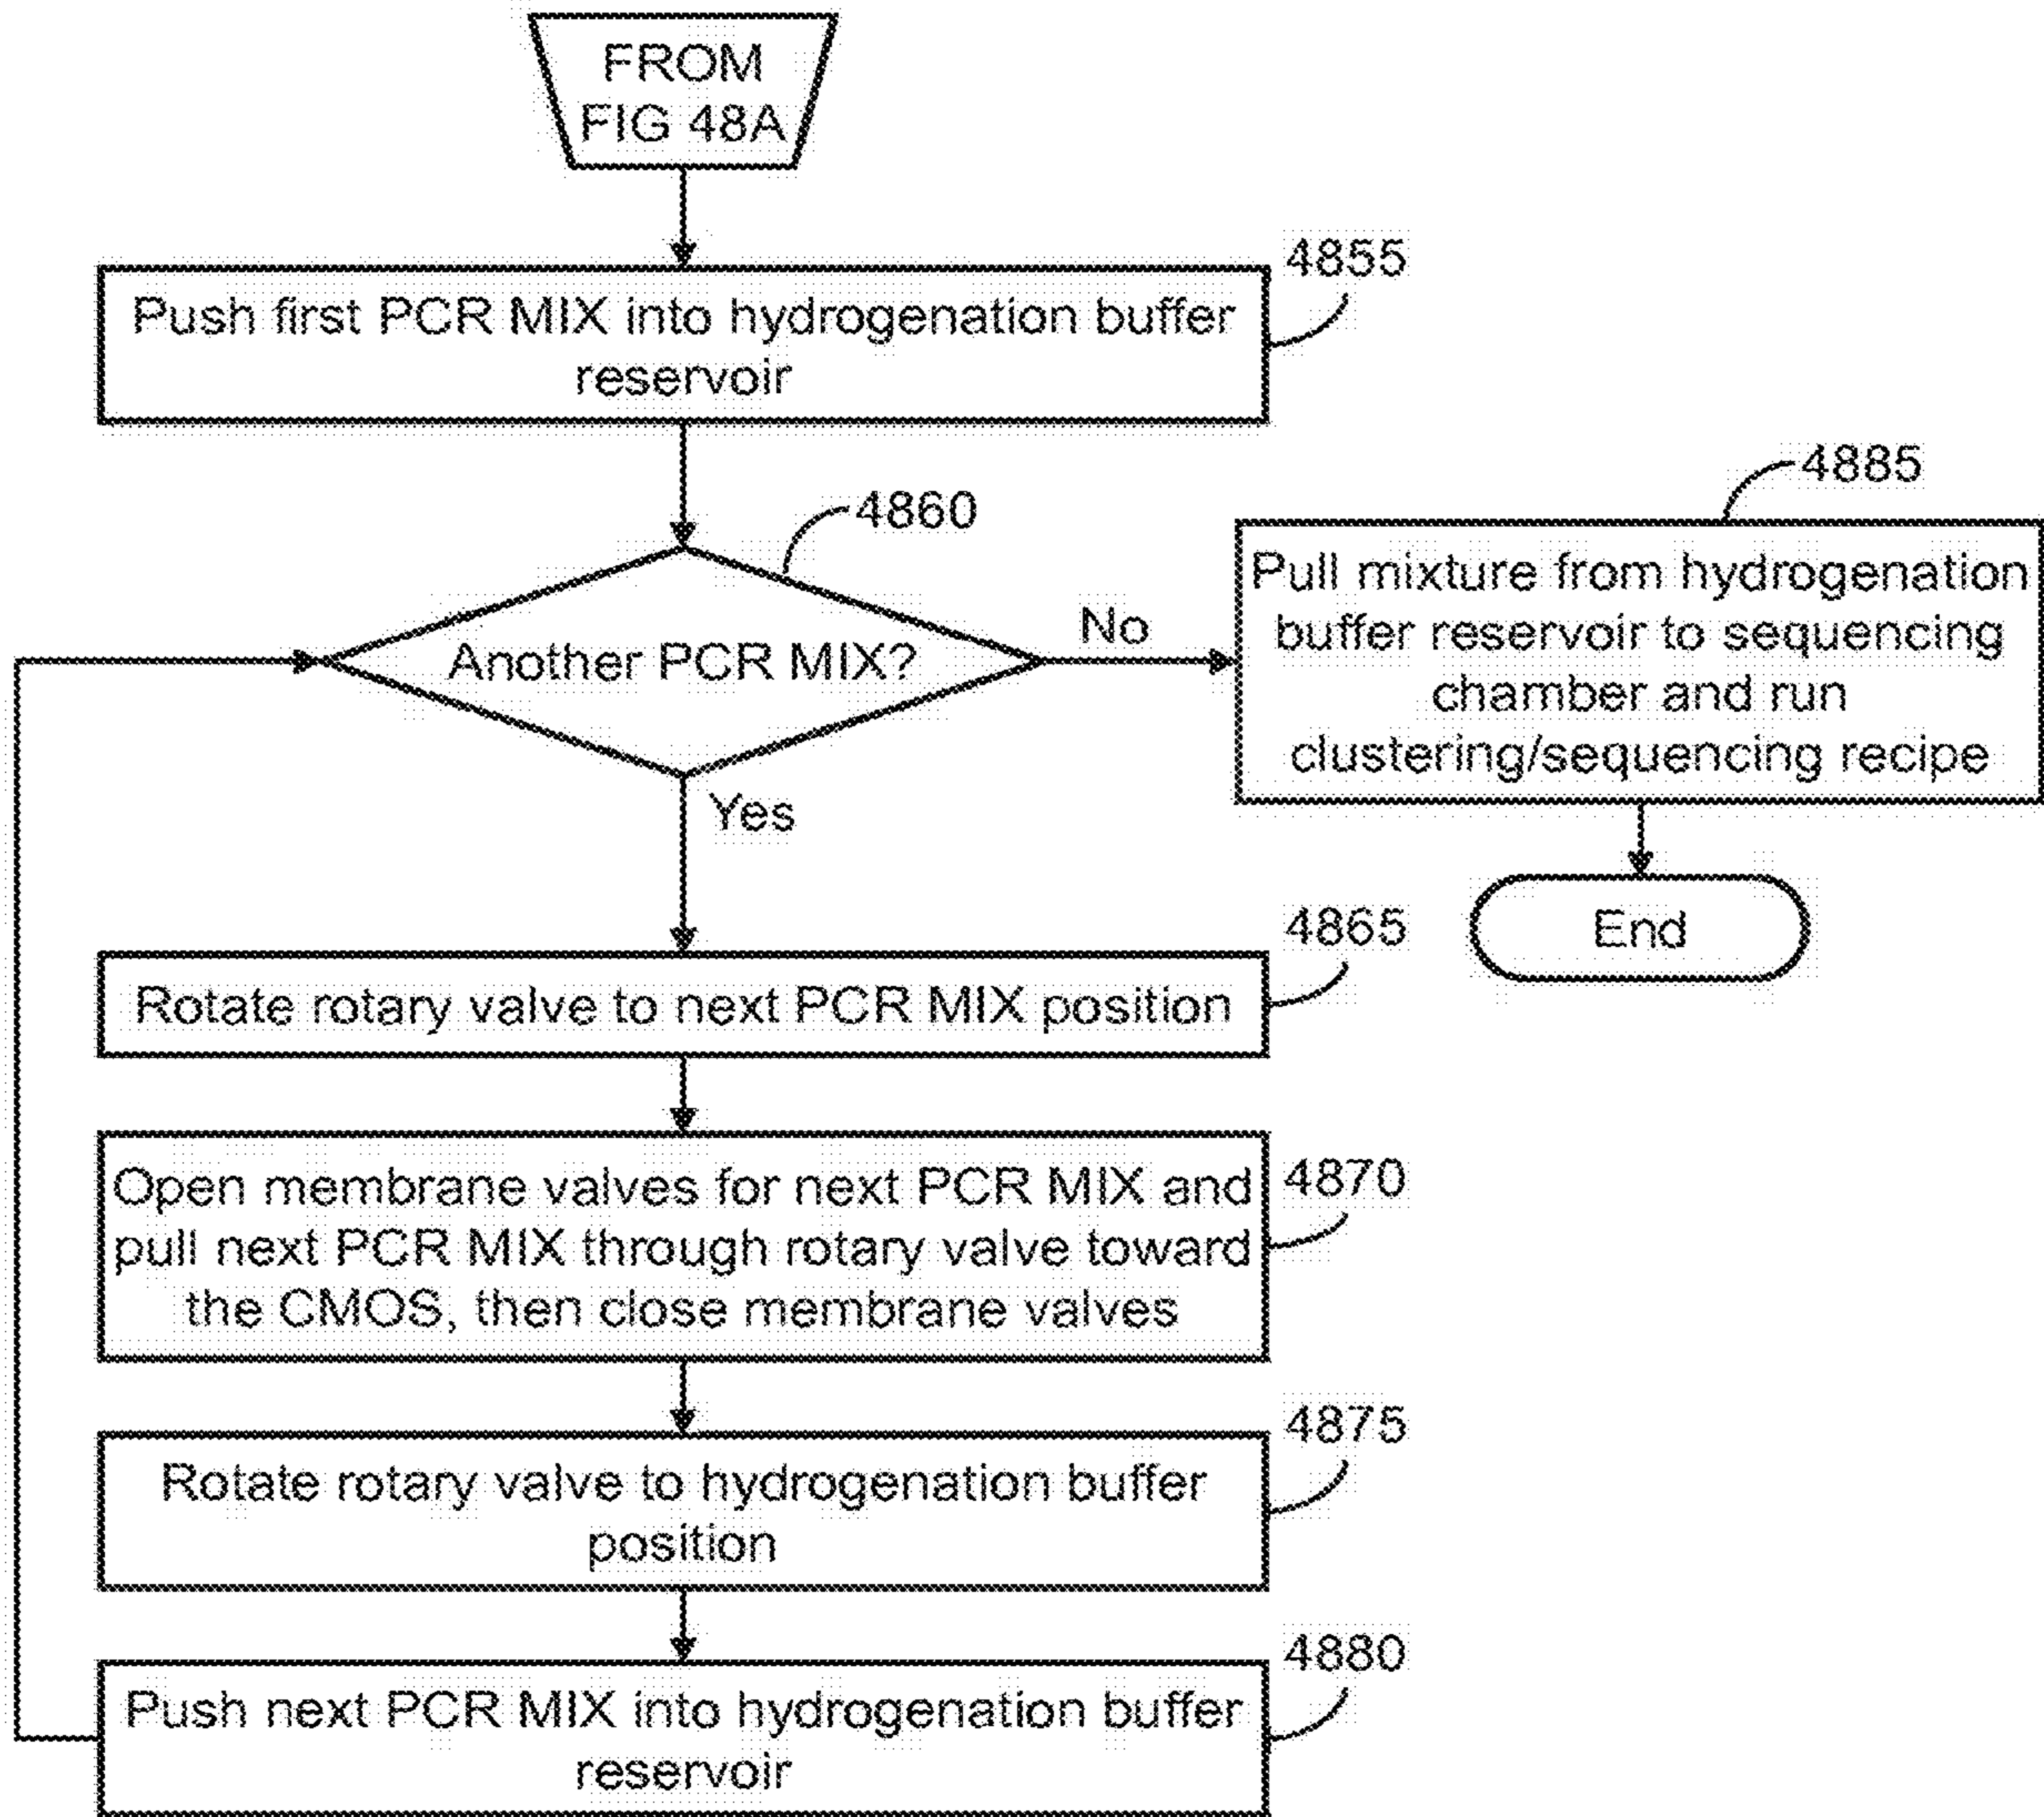 FROM
FIG 48A
4855
Push first PCR MIX into hydrogenation buffer
reservoir
4860
Another PCR MIX?
No
Yes
4885
Pull mixture from hydrogenation
buffer reservoir to sequencing
chamber and run
clustering/sequencing recipe
End
4865
Rotate rotary valve to next PCR MIX position
4870
Open membrane valves for next PCR MIX and
pull next PCR MIX through rotary valve toward
the CMOS, then close membrane valves
4875
Rotate rotary valve to hydrogenation buffer
position
4880
Push next PCR MIX into hydrogenation buffer
reservoir